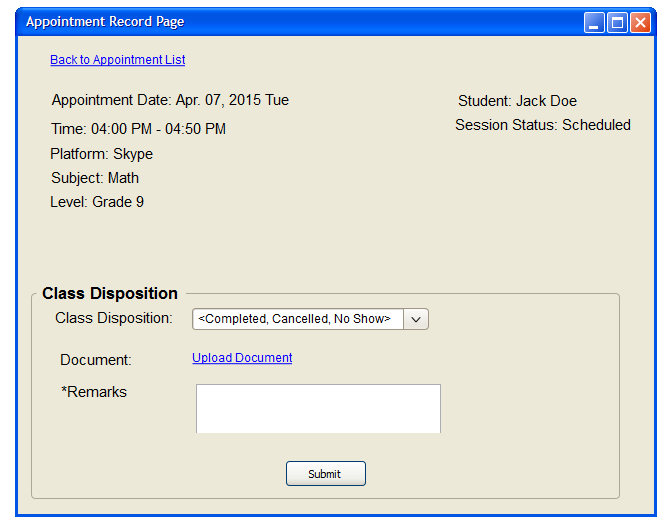 Appointment Record Page
Back to Appointment List
Appointment Date: Apr. 07, 2015 Tue
Student: Jack Doe
Time: 04:00 PM - 04:50 PM
Session Status: Scheduled
Platform: Skype
Subject: Math
Level: Grade 9
Class Disposition
Class Disposition: <Completed, Cancelled, No Show>
Document: Upload Document
*Remarks
Submit